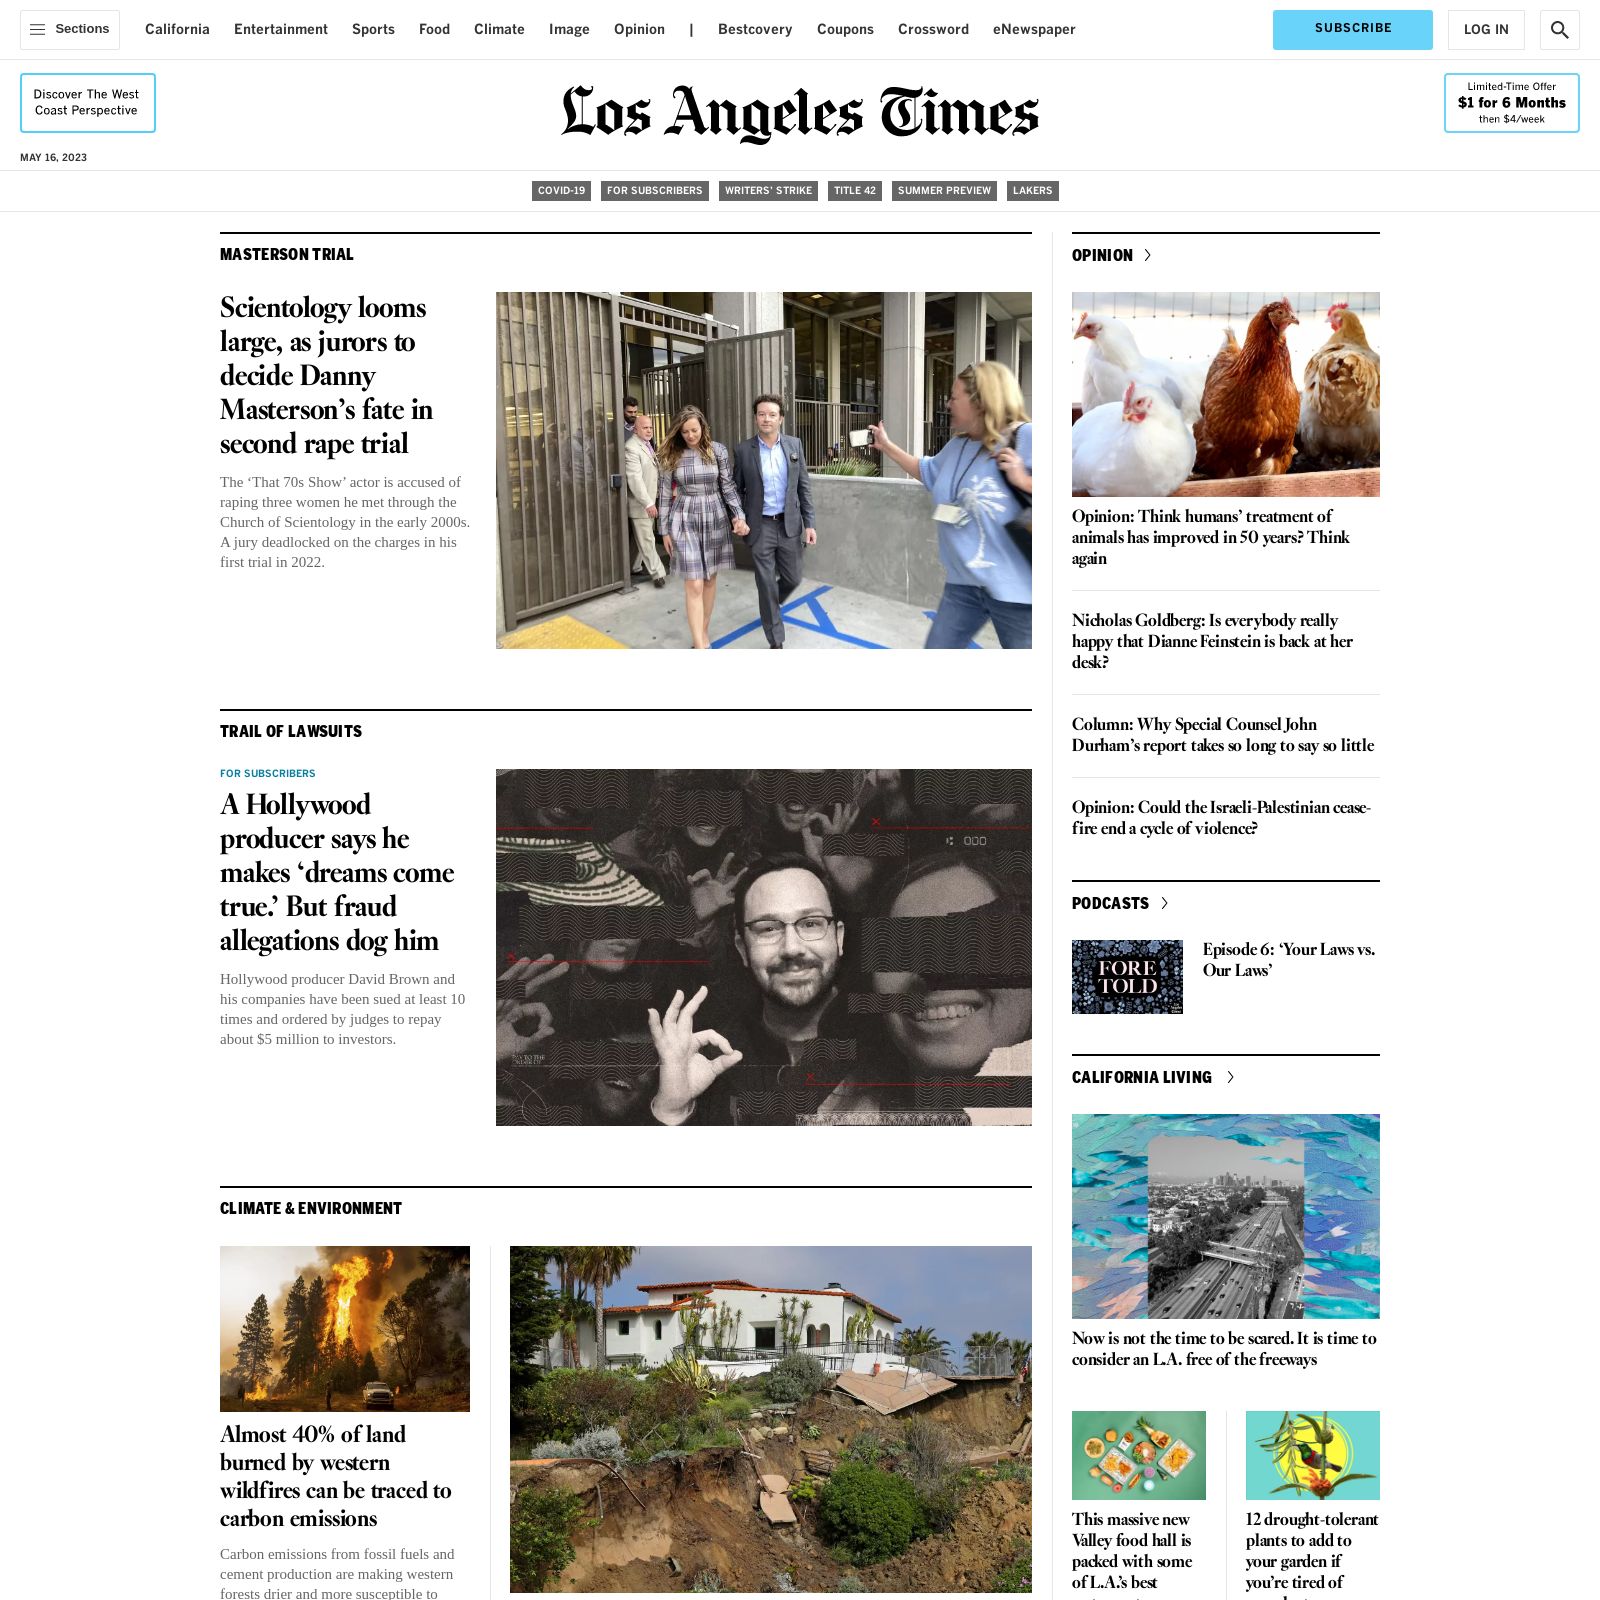 Sections
California
Entertainment
Sports
Food
Climate
Image
Opinion
|
Bestcovery
Coupons
Crossword
eNewspaper
SUBSCRIBE
LOG IN
Discover The West
Coast Perspective
Los Angeles Times
Limited-Time Offer
$1 for 6 Months
then $4/week
MAY 16, 2023
COVID-19
FOR SUBSCRIBERS
WRITERS' STRIKE
TITLE 42
SUMMER PREVIEW
LAKERS
MASTERSON TRIAL
Scientology looms
large, as jurors to
decide Danny
Masterson’s fate in
second rape trial
The ‘That 70s Show’ actor is accused of
raping three women he met through the
Church of Scientology in the early 2000s.
A jury deadlocked on the charges in his
first trial in 2022.
TRAIL OF LAWSUITS
FOR SUBSCRIBERS
A Hollywood
producer says he
makes ‘dreams come
true.’ But fraud
allegations dog him
Hollywood producer David Brown and
his companies have been sued at least 10
times and ordered by judges to repay
about $5 million to investors.
PAY TO THE
ORDER OF
CLIMATE & ENVIRONMENT
Almost 40% of land
burned by western
wildfires can be traced to
carbon emissions
Carbon emissions from fossil fuels and
cement production are making western
forests drier and more susceptible to
OPINION
Opinion: Think humans’ treatment of
animals has improved in 50 years? Think
again
Nicholas Goldberg: Is everybody really
happy that Dianne Feinstein is back at her
desk?
Column: Why Special Counsel John
Durham’s report takes so long to say so little
Opinion: Could the Israeli-Palestinian cease-
fire end a cycle of violence?
PODCASTS
FORE
TOLD
Episode 6: ‘Your Laws vs.
Our Laws’
CALIFORNIA LIVING
Now is not the time to be scared. It is time to
consider an L.A. free of the freeways
This massive new
Valley food hall is
packed with some
of L.A.’s best
12 drought-tolerant
plants to add to
your garden if
you’re tired of